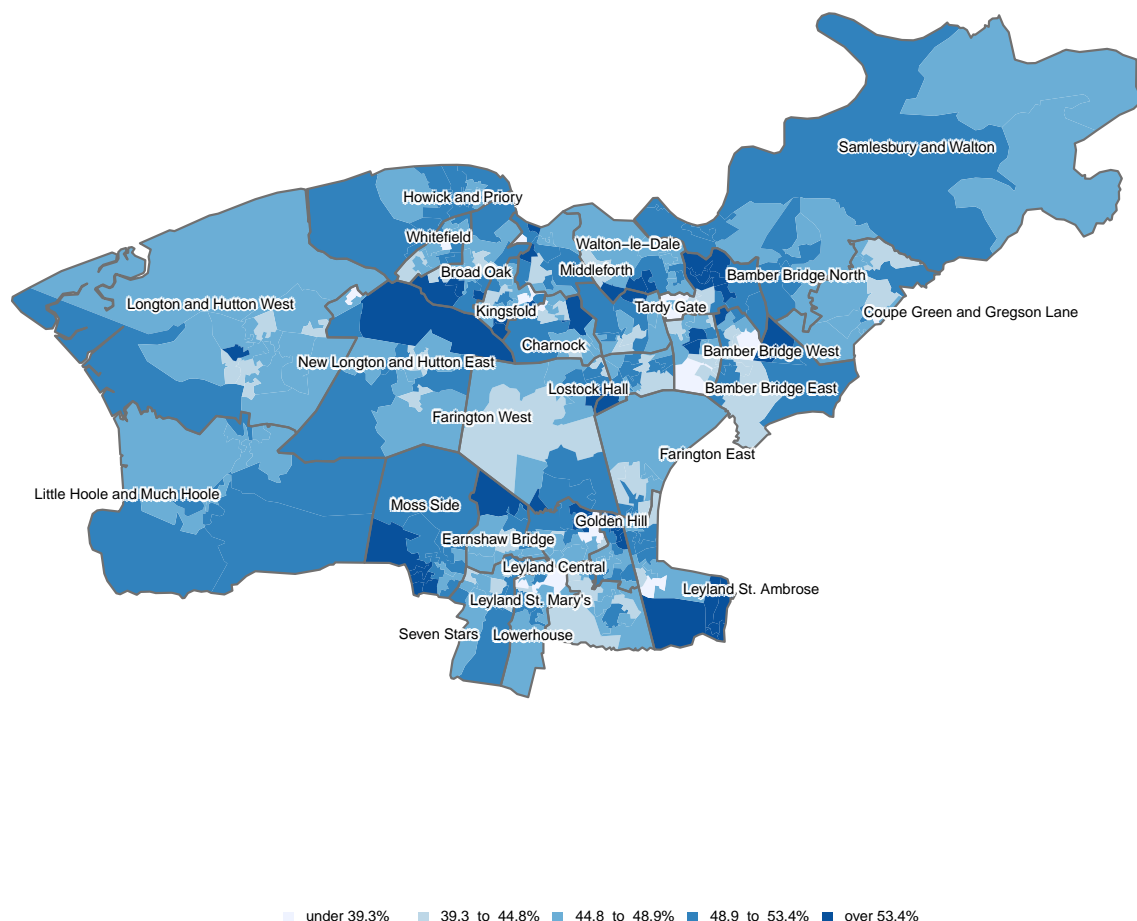 Samlesbury and Walton
Howick and Priory
Whitefield
Walton−le−Dale
Broad Oak
Middleforth
Bamber Bridge North
Longton and Hutton West
Kingsfold
Tardy Gate
Coupe Green and Gregson Lane
Charnock
Bamber Bridge West
New Longton and Hutton East
Lostock Hall
Bamber Bridge East
Farington West
Farington East
Little Hoole and Much Hoole
Moss Side
Golden Hill
Earnshaw Bridge
Leyland Central
Leyland St. Ambrose
Leyland St. Mary's
Seven Stars
Lowerhouse
under 39.3% 39.3 to 44.8% 44.8 to 48.9% 48.9 to 53.4% over 53.4%